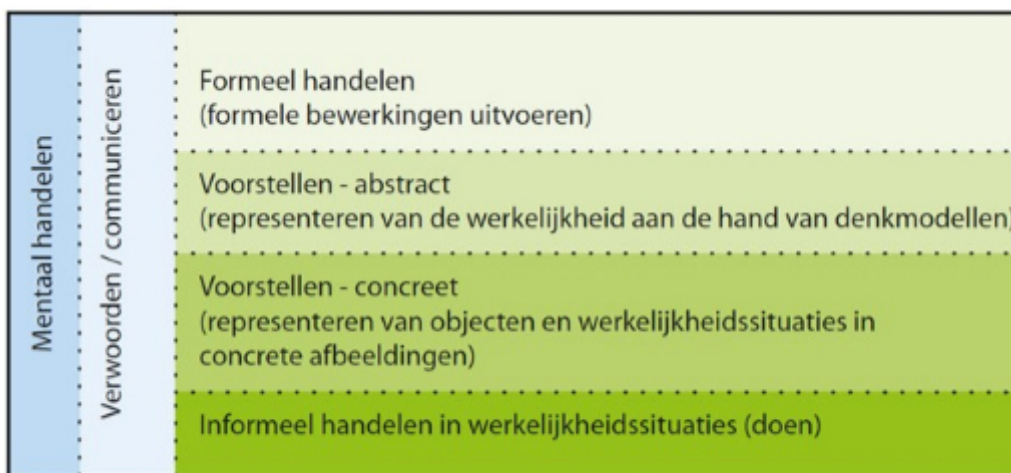 Mentaal handelen
Verwoorden / communiceren
Formeel handelen
(formele bewerkingen uitvoeren)
Voorstellen - abstract
(representeren van de werkelijkheid aan de hand van denkmodellen)
Voorstellen - concreet
(representeren van objecten en werkelijkheidssituaties in
concrete afbeeldingen)
Informeel handelen in werkelijkheidssituaties (doen)